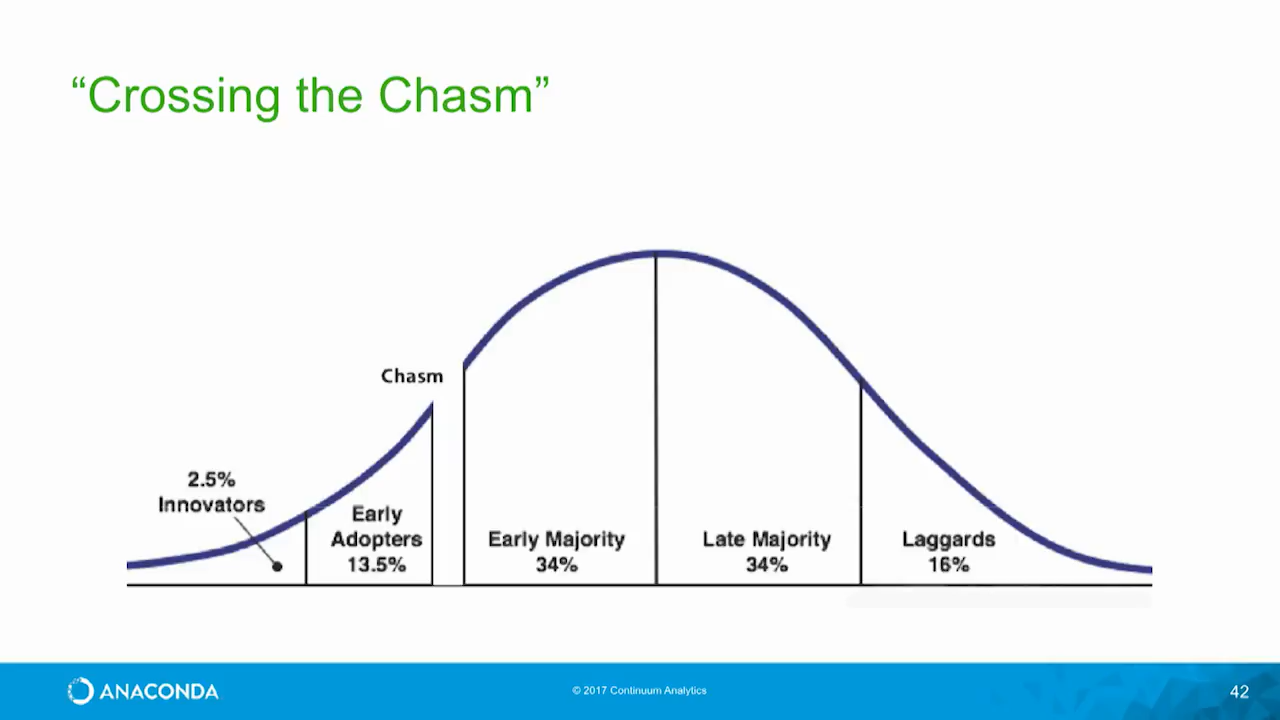 “Crossing the Chasm”
Chasm
2.5%
Innovators
Early
Adopters
13.5%
Early Majority
34%
Late Majority
34%
Laggards
16%
ANACONDA
© 2017 Continuum Analytics
42